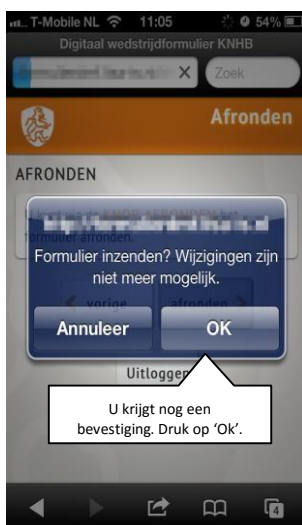 T-Mobile NL 11:05 54%
Digitaal wedstrijdformulier KNHB
Zoek
Afronden
AFRONDEN
formulier afronden.
Formulier inzenden? Wijzigingen zijn
niet meer mogelijk.
vorige afronden
Annuleer OK
Uitloggen
U krijgt nog een
bevestiging. Druk op ‘Ok’.
4